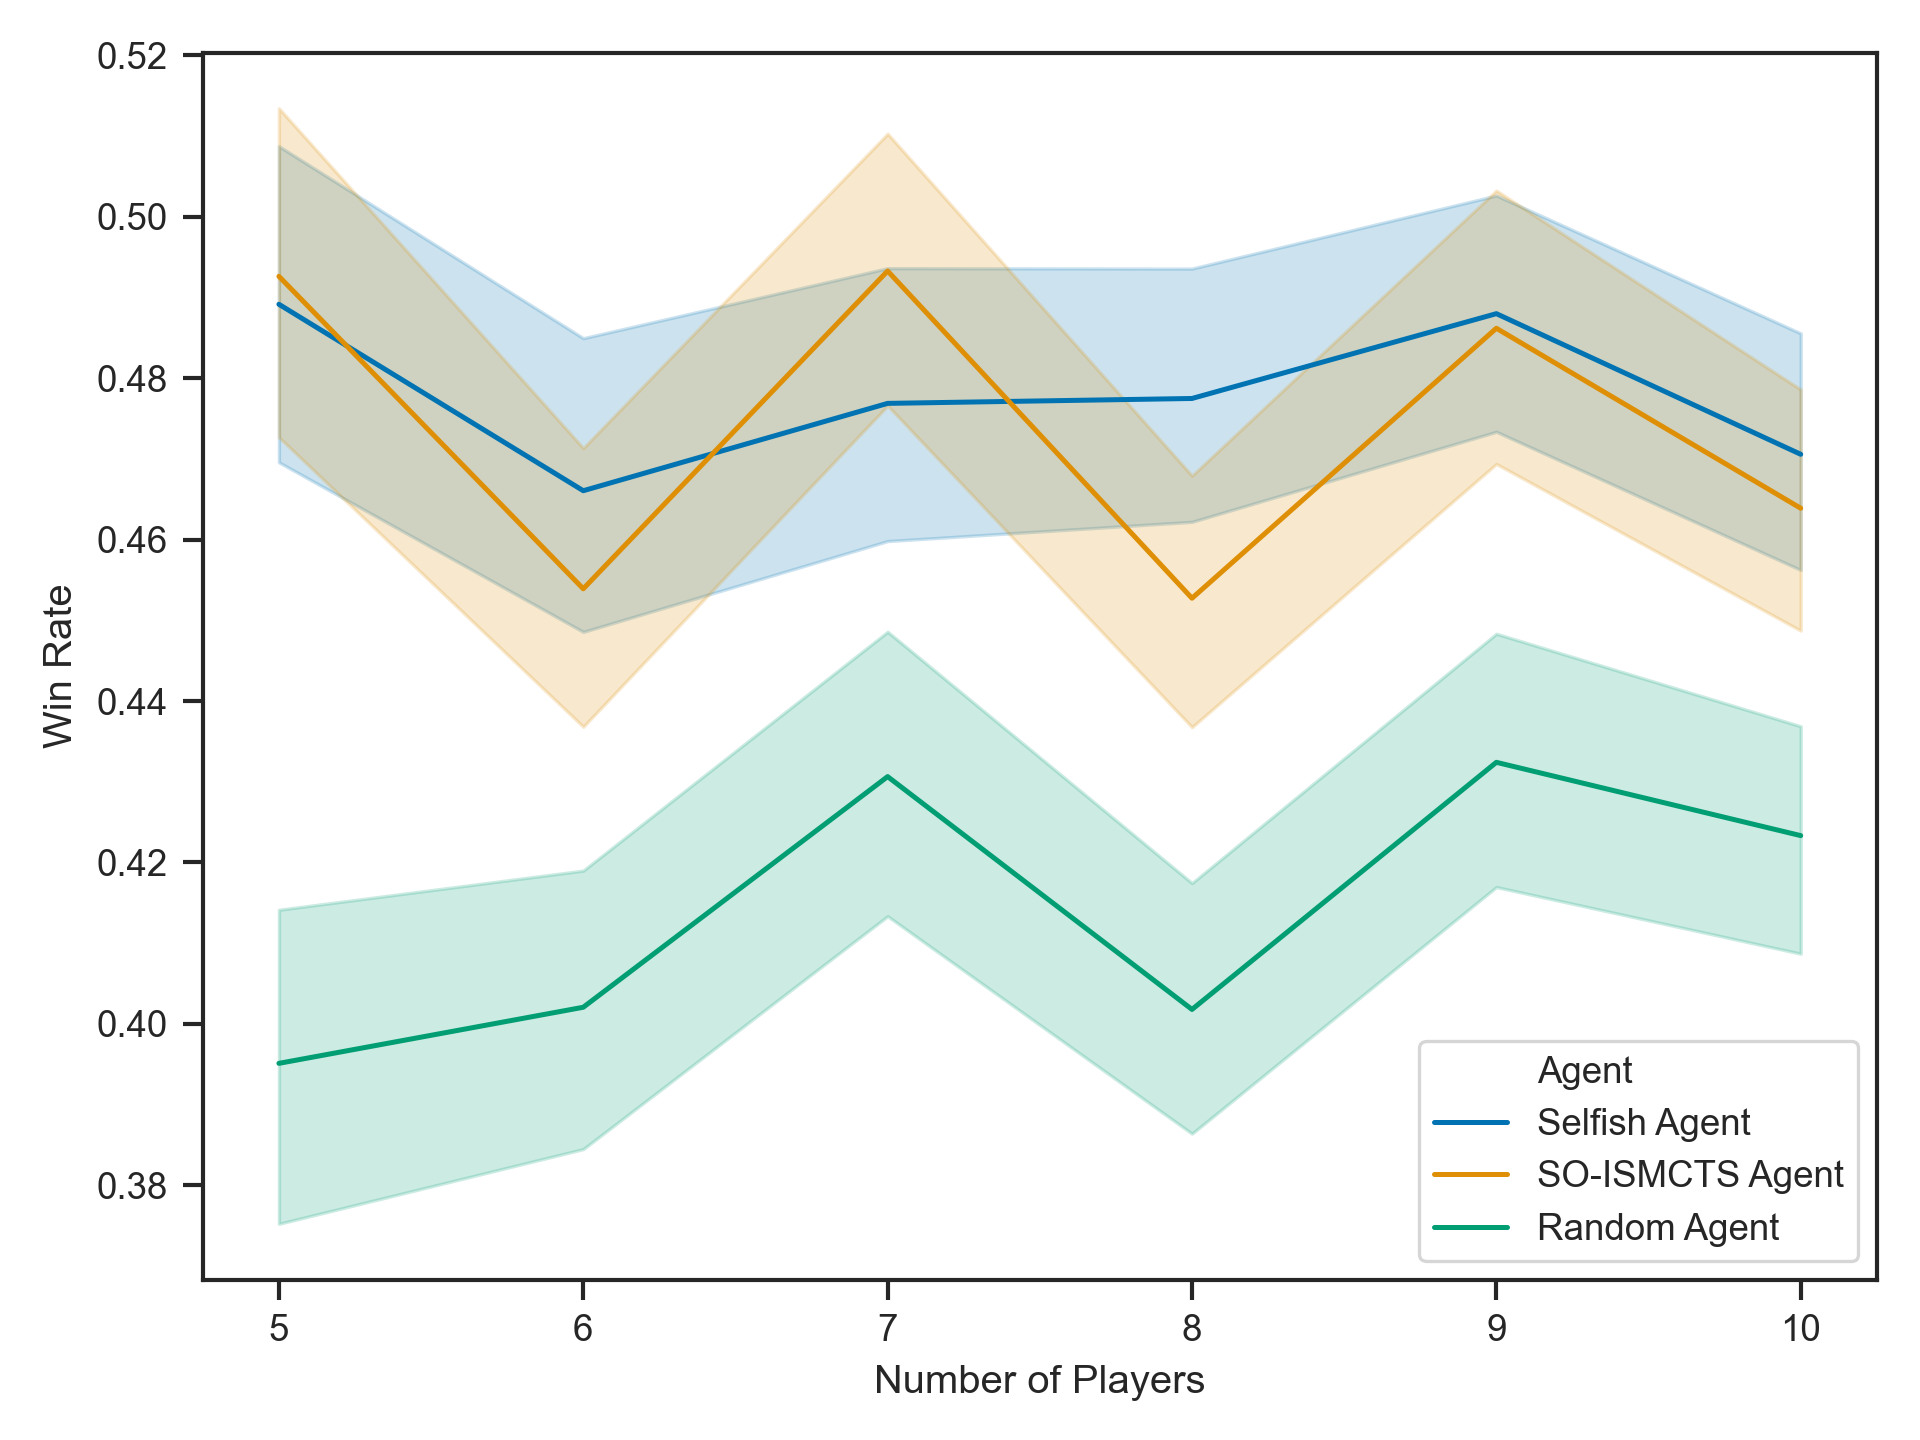 0.52
0.50
0.48
0.46
0.44
0.42
0.40
0.38
Win Rate
5 6 7 8 9 10
Number of Players
Agent
Selfish Agent
SO-ISMCTS Agent
Random Agent